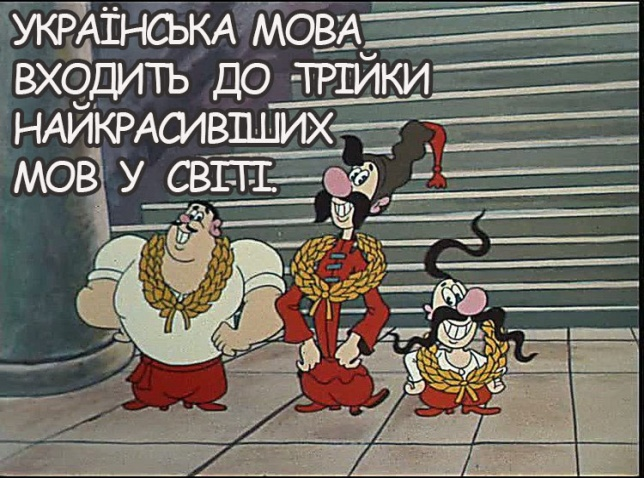 УКРАЇНСЬКА МОВА
ВХОДИТЬ ДО ТРІЙКИ
НАЙКРАСИВІШИХ
МОВ У СВІТІ.